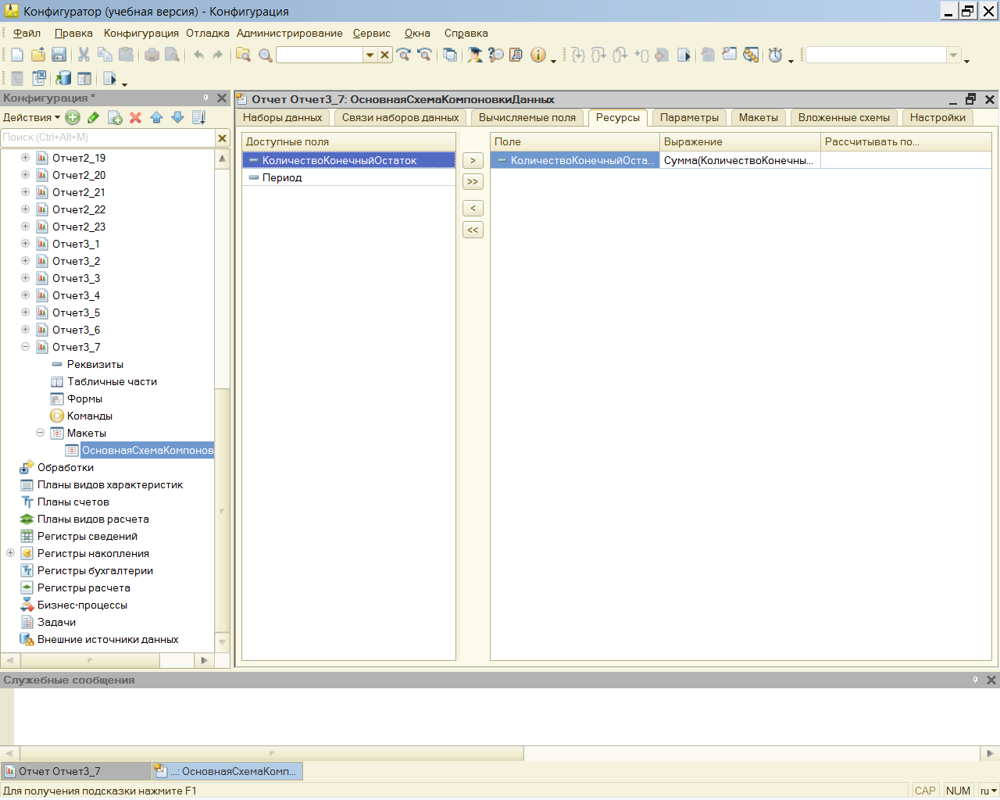 Конфигуратор (учебная версия) - Конфигурация
Файл Правка Конфигурация Отладка Администрирование Сервис Окна Справка
Конфигурация *
Действия
Поиск (Ctrl+Alt+M)
Отчет2_19
Отчет2_20
Отчет2_21
Отчет2_22
Отчет2_23
Отчет3_1
Отчет3_2
Отчет3_3
Отчет3_4
Отчет3_5
Отчет3_6
Отчет3_7
Реквизиты
Табличные части
Формы
Команды
Макеты
ОсновнаяСхемаКомпонов
Обработки
Планы видов характеристик
Планы счетов
Планы видов расчета
Регистры сведений
Регистры накопления
Регистры бухгалтерии
Регистры расчета
Бизнес-процессы
Задачи
Внешние источники данных
Отчет Отчет3_7: ОсновнаяСхемаКомпоновкиДанных
Наборы данных Связи наборов данных Вычисляемые поля Ресурсы Параметры Макеты Вложенные схемы Настройки
Доступные поля
КоличествоКонечныйОстаток
Период
>
>>
<
<<
Поле Выражение Рассчитывать по...
КоличествоКонечныйОста... Сумма(КоличествоКонечны...
Служебные сообщения
Отчет Отчет3_7 ...: ОсновнаяСхемаКомп...
Для получения подсказки нажмите F1 CAP NUM ru